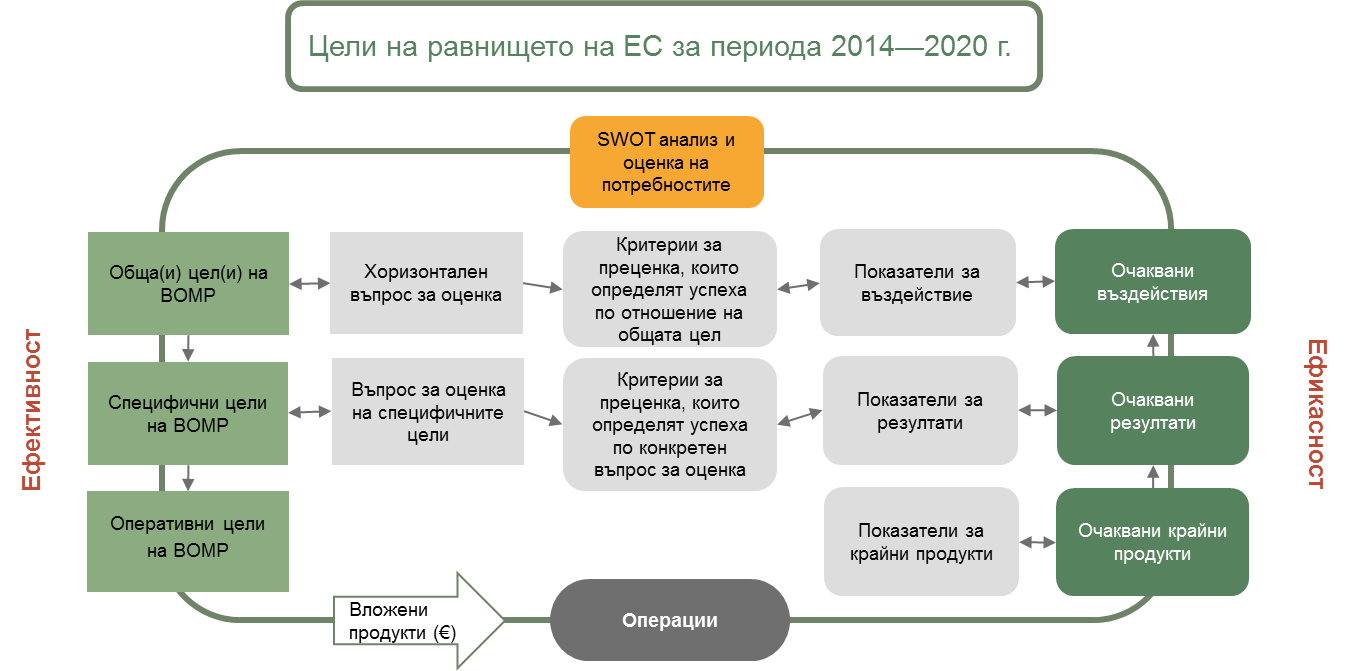 Цели на равнището на ЕС за периода 2014—2020 г.
SWOT анализ и
оценка на
потребностите
Обща(и) цел(и) на
ВОМР
Хоризонтален
въпрос за оценка
Критерии за
преценка, които
определят успеха
по отношение на
общата цел
Показатели за
въздействие
Очаквани
въздействия
Ефективност
Специфични цели
на ВОМР
Въпрос за оценка
на специфичните
цели
Критерии за
преценка, които
определят успеха
по конкретен
въпрос за оценка
Показатели за
резултати
Очаквани
резултати
Ефикасност
Оперативни цели
на ВОМР
Показатели за
крайни продукти
Очаквани крайни
продукти
Вложени
продукти (€)
Операции